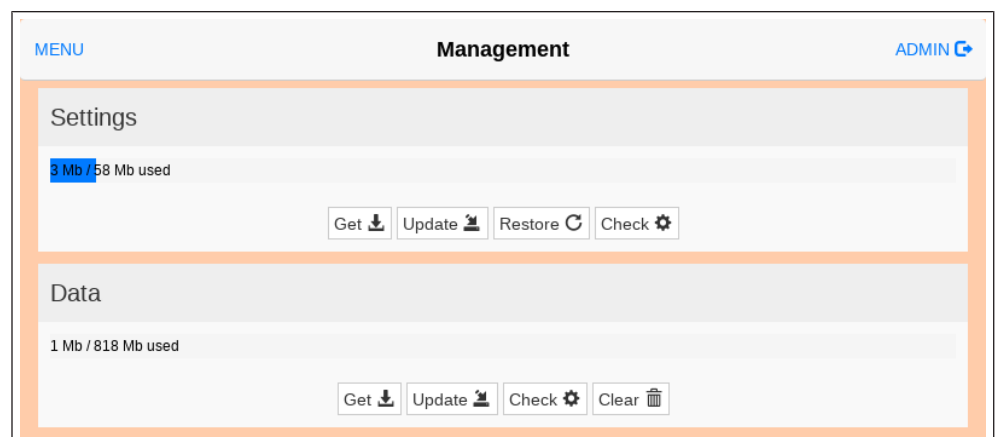 MENU Management ADMIN
Settings
3 Mb / 58 Mb used
Get Update Restore Check
Data
1 Mb / 818 Mb used
Get Update Check Clear